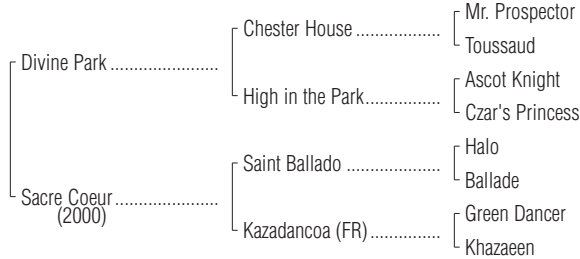 Mr. Prospector
Chester House ..................
Toussaud
Divine Park .......................
Ascot Knight
High in the Park................
Czar's Princess
Halo
Saint Ballado ....................
Ballade
Sacre Coeur......................
(2000)
Green Dancer
Kazadancoa (FR)...............
Khazaeen